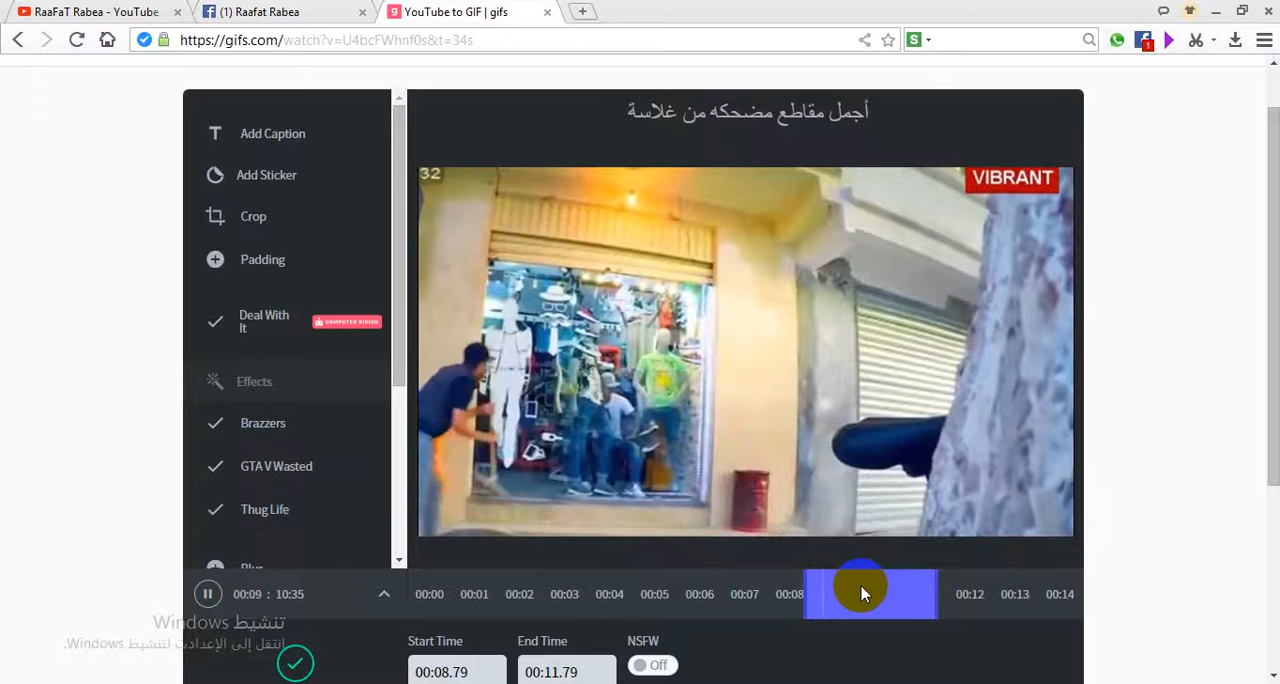 RaaFaT Rabea - YouTube
(1) Raafat Rabea
YouTube to GIF | gifs
https://gifs.com/watch?v=U4bcFWhnf0s&t=34s
S
1
أجمل مقاطع مضحكه من غلاسة
Add Caption
Add Sticker
Crop
Padding
Deal With
It
COMPUTER VISION
Effects
Brazzers
GTA V Wasted
Thug Life
Blur
32
VIBRANT
00:09 : 10:35
00:00 00:01 00:02 00:03 00:04 00:05 00:06 00:07 00:08 00:12 00:13 00:14
تنشيط Windows
انتقل إلى الإعدادات لتنشيط Windows.
Start Time End Time NSFW
00:08.79 00:11.79 Off